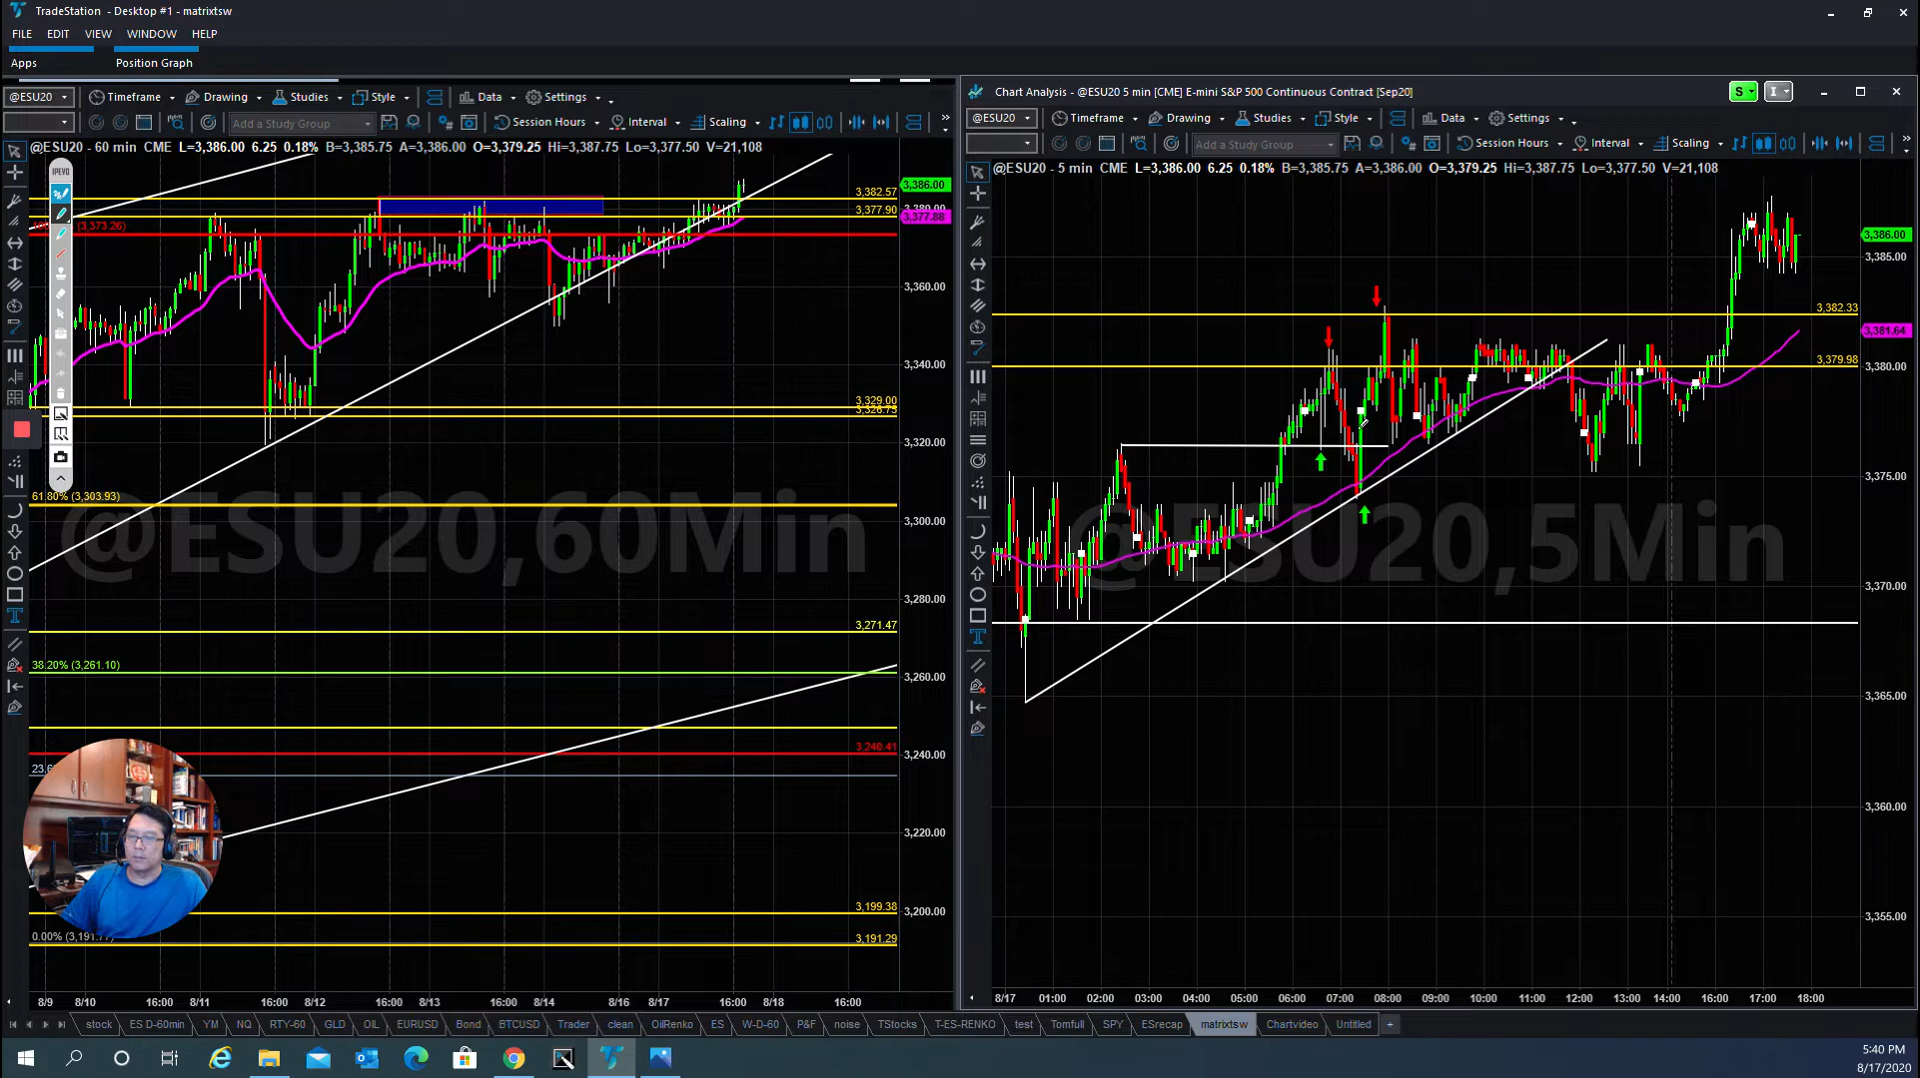 TradeStation - Desktop #1 - matrixtsw
FILE EDIT VIEW WINDOW HELP
Apps Position Graph
@ESU20 Timeframe Drawing Studies Style Data Settings
Add a Study Group Session Hours Interval Scaling
@ESU20 - 60 min CME L=3,386.00 6.25 0.18% B=3,385.75 A=3,386.00 O=3,379.25 Hi=3,387.75 Lo=3,377.50 V=21,108
IPEVO
3,386.00
3,382.57
3,380.00
3,377.90
3,377.88
(3,373.26)
3,360.00
3,340.00
3,329.00
3,320.00
61.80% (3,303.93)
3,300.00
@ESU20,60Min
3,280.00
3,271.47
38.20% (3,261.10)
3,260.00
3,240.41
3,240.00
3,220.00
3,199.38
3,200.00
0.00% (3,191.77)
3,191.29
8/9 8/10 16:00 8/11 16:00 8/12 16:00 8/13 16:00 8/14 16:00 8/16 8/17 16:00 8/18 16:00
Chart Analysis - @ESU20 5 min [CME] E-mini S&P 500 Continuous Contract [Sep20]
S I
@ESU20 Timeframe Drawing Studies Style Data Settings
Add a Study Group Session Hours Interval Scaling
@ESU20 - 5 min CME L=3,386.00 6.25 0.18% B=3,385.75 A=3,386.00 O=3,379.25 Hi=3,387.75 Lo=3,377.50 V=21,108
3,386.00
3,385.00
3,382.33
3,381.64
3,379.98
3,380.00
3,375.00
@ESU20,5Min
3,370.00
3,365.00
3,360.00
3,355.00
8/17 01:00 02:00 03:00 04:00 05:00 06:00 07:00 08:00 09:00 10:00 11:00 12:00 13:00 14:00 16:00 17:00 18:00
stock ES D-60min YM NQ RTY-60 GLD OIL EURUSD Bond BTCUSD Trader clean OilRenko ES W-D-60 P&F noise TStocks T-ES-RENKO test Tomfull SPY ESrecap matrixtsw Chartvideo Untitled +
5:40 PM
8/17/2020